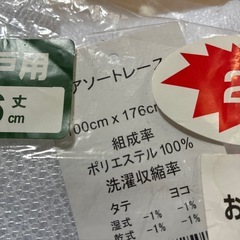 戸用
丈
cm
アソートレース
100cm x 176cm
組成率
ポリエステル100%
洗濯収縮率
タテ ヨコ
湿式 -1% -1%
乾式 -1% -1%
お